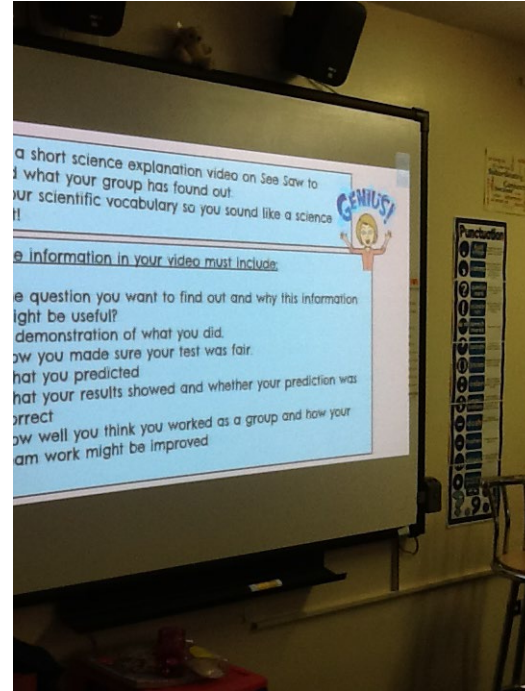 a short science explanation video on See Saw to
what your group has found out
ur scientific vocabulary so you sound like a science
t!
GENIUS!
e information in your video must include:
e question you want to find out and why this information
ight be useful?
demonstration of what you did.
ow you made sure your test was fair.
hat you predicted
hat your results showed and whether your prediction was
orrect
ow well you think you worked as a group and how your
am work might be improved
Punctuation